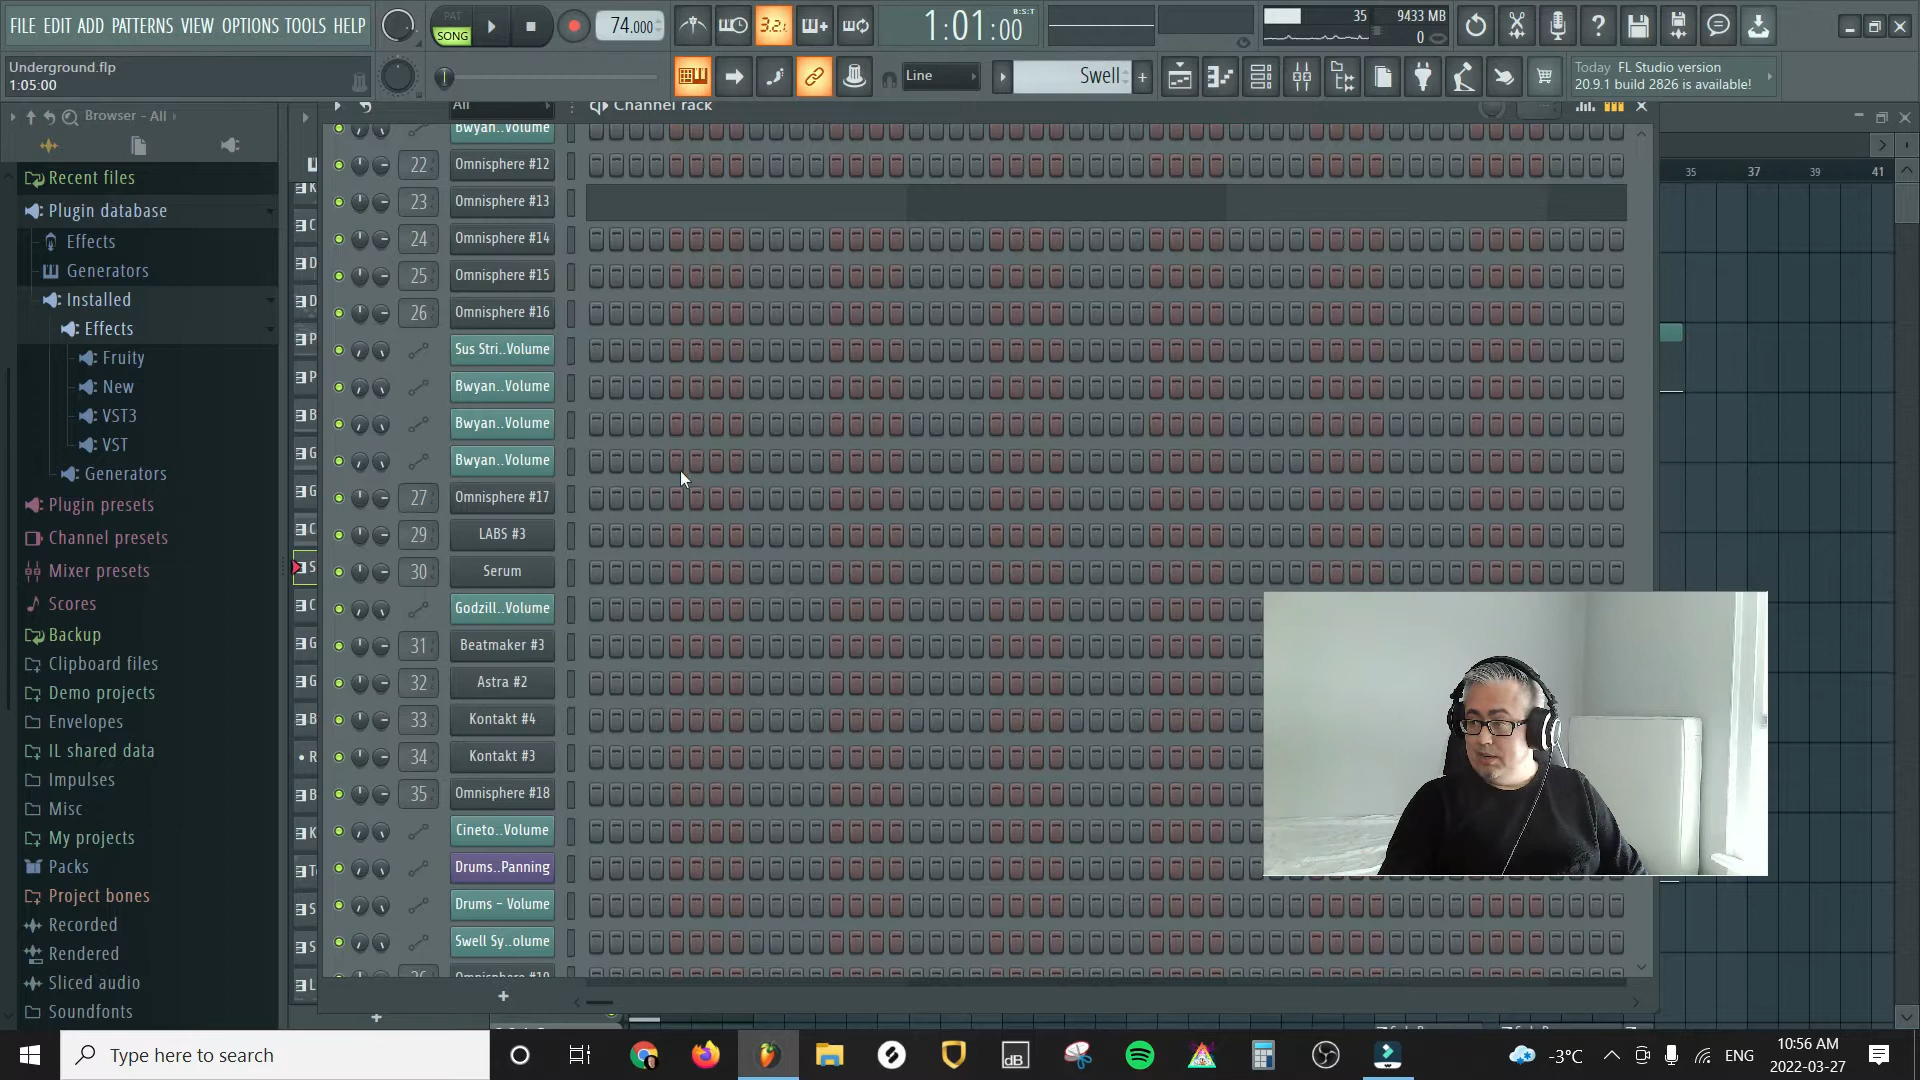 FILE EDIT ADD PATTERNS VIEW OPTIONS TOOLS HELP
PAT
SONG
74.000
3.2.
1:01:00
B:S:T
35
9433 MB
0
Underground.flp
1:05:00
Line
Swell
Today FL Studio version
20.9.1 build 2826 is available!
Browser - All
Recent files
Plugin database
Effects
Generators
Installed
Effects
Fruity
New
VST3
VST
Generators
Plugin presets
Channel presets
Mixer presets
Scores
Backup
Clipboard files
Demo projects
Envelopes
IL shared data
Impulses
Misc
My projects
Packs
Project bones
Recorded
Rendered
Sliced audio
Soundfonts
All
Channel rack
Bwyan..Volume
22 Omnisphere #12
23 Omnisphere #13
24 Omnisphere #14
25 Omnisphere #15
26 Omnisphere #16
Sus Stri..Volume
Bwyan..Volume
Bwyan..Volume
Bwyan..Volume
27 Omnisphere #17
29 LABS #3
30 Serum
Godzill..Volume
31 Beatmaker #3
32 Astra #2
33 Kontakt #4
34 Kontakt #3
35 Omnisphere #18
Cineto..Volume
Drums..Panning
Drums - Volume
Swell Sy..olume
35 37 39 41
Type here to search
dB
-3°C
ENG
10:56 AM
2022-03-27